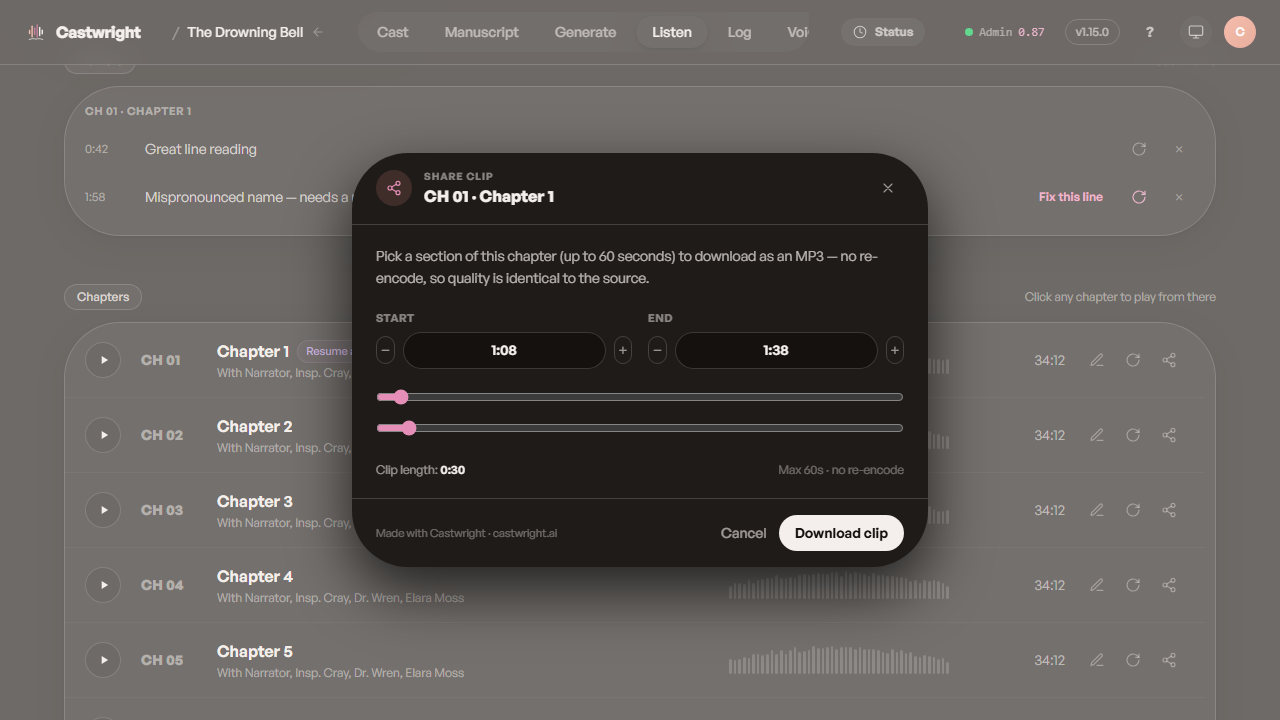 Castwright / The Drowning Bell Cast Manuscript Generate Listen Log Status Admin 0.87 v1.15.0 ? C
CH 01 · CHAPTER 1
0:42 Great line reading
1:58 Mispronounced name — needs a Fix this line
SHARE CLIP
CH 01 · Chapter 1
Pick a section of this chapter (up to 60 seconds) to download as an MP3 — no re-
encode, so quality is identical to the source.
START END
− 1:08 + − 1:38 +
Clip length: 0:30 Max 60s · no re-encode
Made with Castwright · castwright.ai Cancel Download clip
Chapters Click any chapter to play from there
CH 01 Chapter 1 Resume 34:12
With Narrator, Insp. Cray,
CH 02 Chapter 2 34:12
With Narrator, Insp. Cray,
CH 03 Chapter 3 34:12
With Narrator, Insp. Cray,
CH 04 Chapter 4 34:12
With Narrator, Insp. Cray, Dr. Wren, Elara Moss
CH 05 Chapter 5 34:12
With Narrator, Insp. Cray, Dr. Wren, Elara Moss